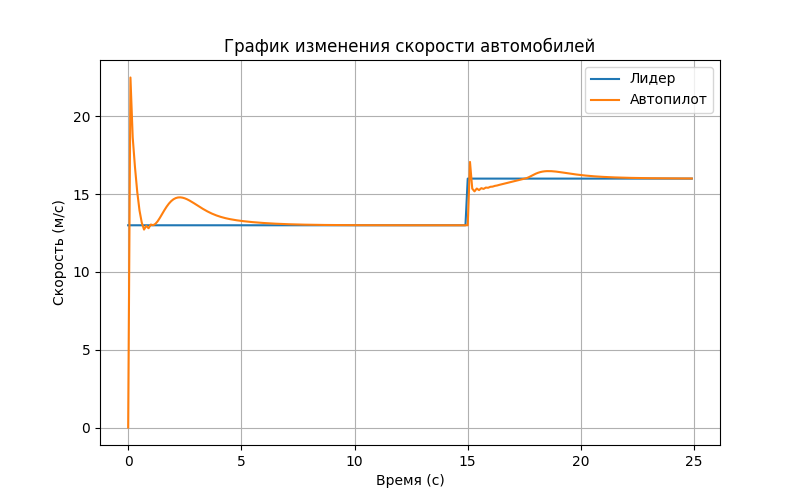 График изменения скорости автомобилей
Лидер
Автопилот
Скорость (м/с)
20
15
10
5
0
0 5 10 15 20 25
Время (с)